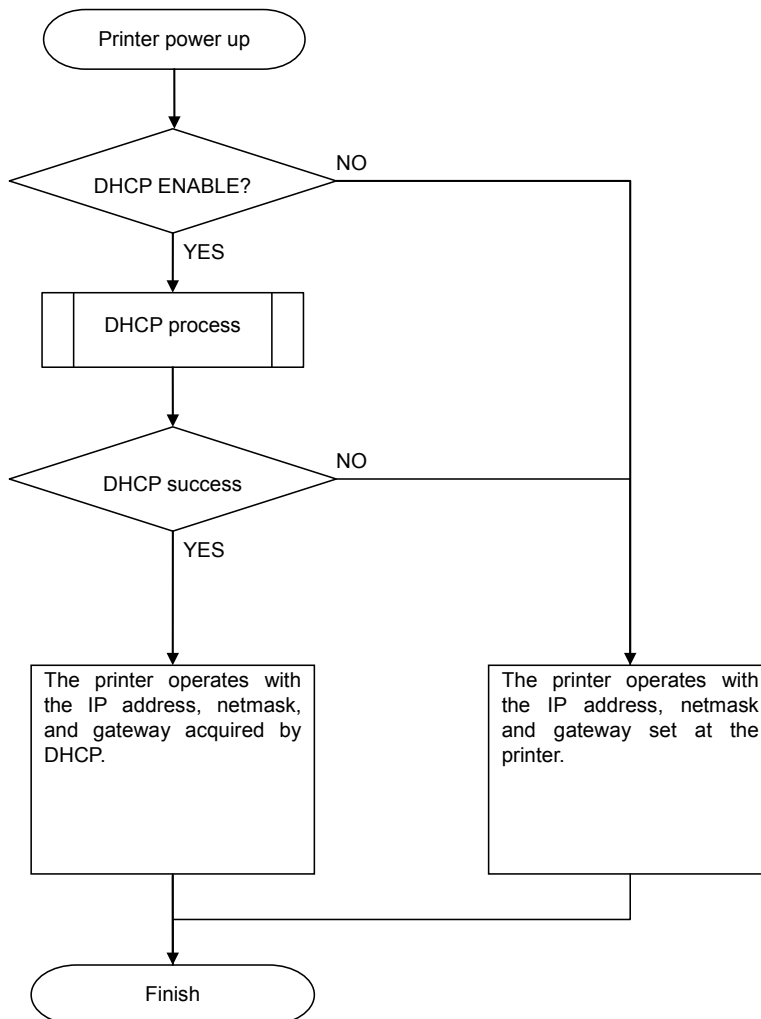 Printer power up
DHCP ENABLE?
NO
YES
DHCP process
DHCP success
NO
YES
The printer operates with
the IP address, netmask,
and gateway acquired by
DHCP.
The printer operates with
the IP address, netmask
and gateway set at the
printer.
Finish